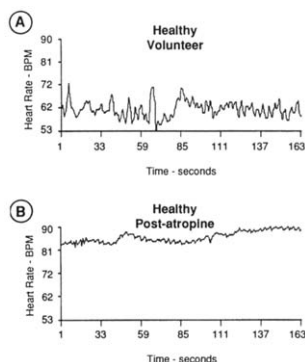 A
Healthy
Volunteer
Heart Rate - BPM
90
81
72
62
53
1 33 59 85 111 137 163
Time - seconds
B
Healthy
Post-atropine
Heart Rate - BPM
90
81
72
62
53
1 33 59 85 111 137 163
Time - seconds